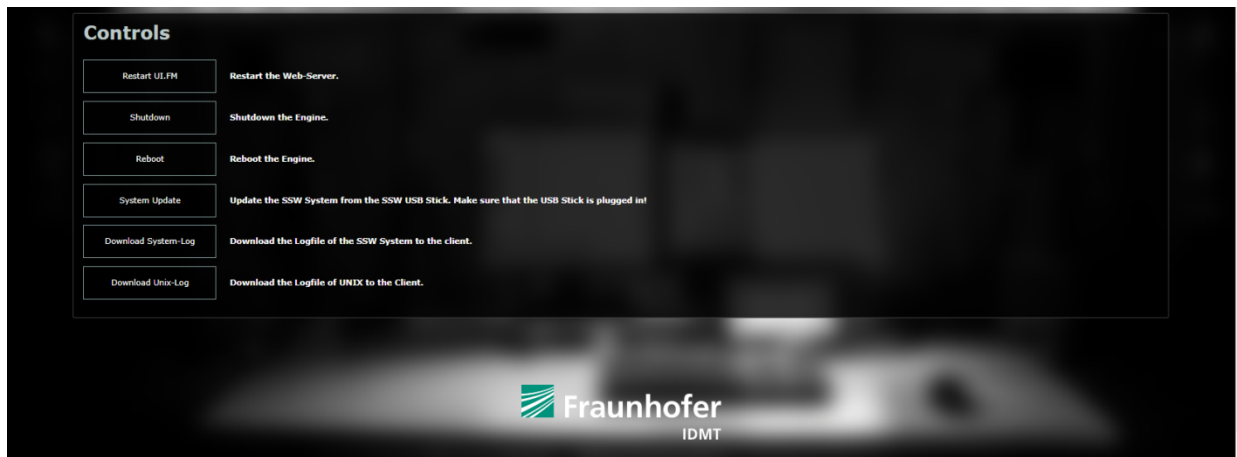 Controls
Restart UI.FM Restart the Web-Server.
Shutdown Shutdown the Engine.
Reboot Reboot the Engine.
System Update Update the SSW System from the SSW USB Stick. Make sure that the USB Stick is plugged in!
Download System-Log Download the Logfile of the SSW System to the client.
Download Unix-Log Download the Logfile of UNIX to the Client.
Fraunhofer
IDMT